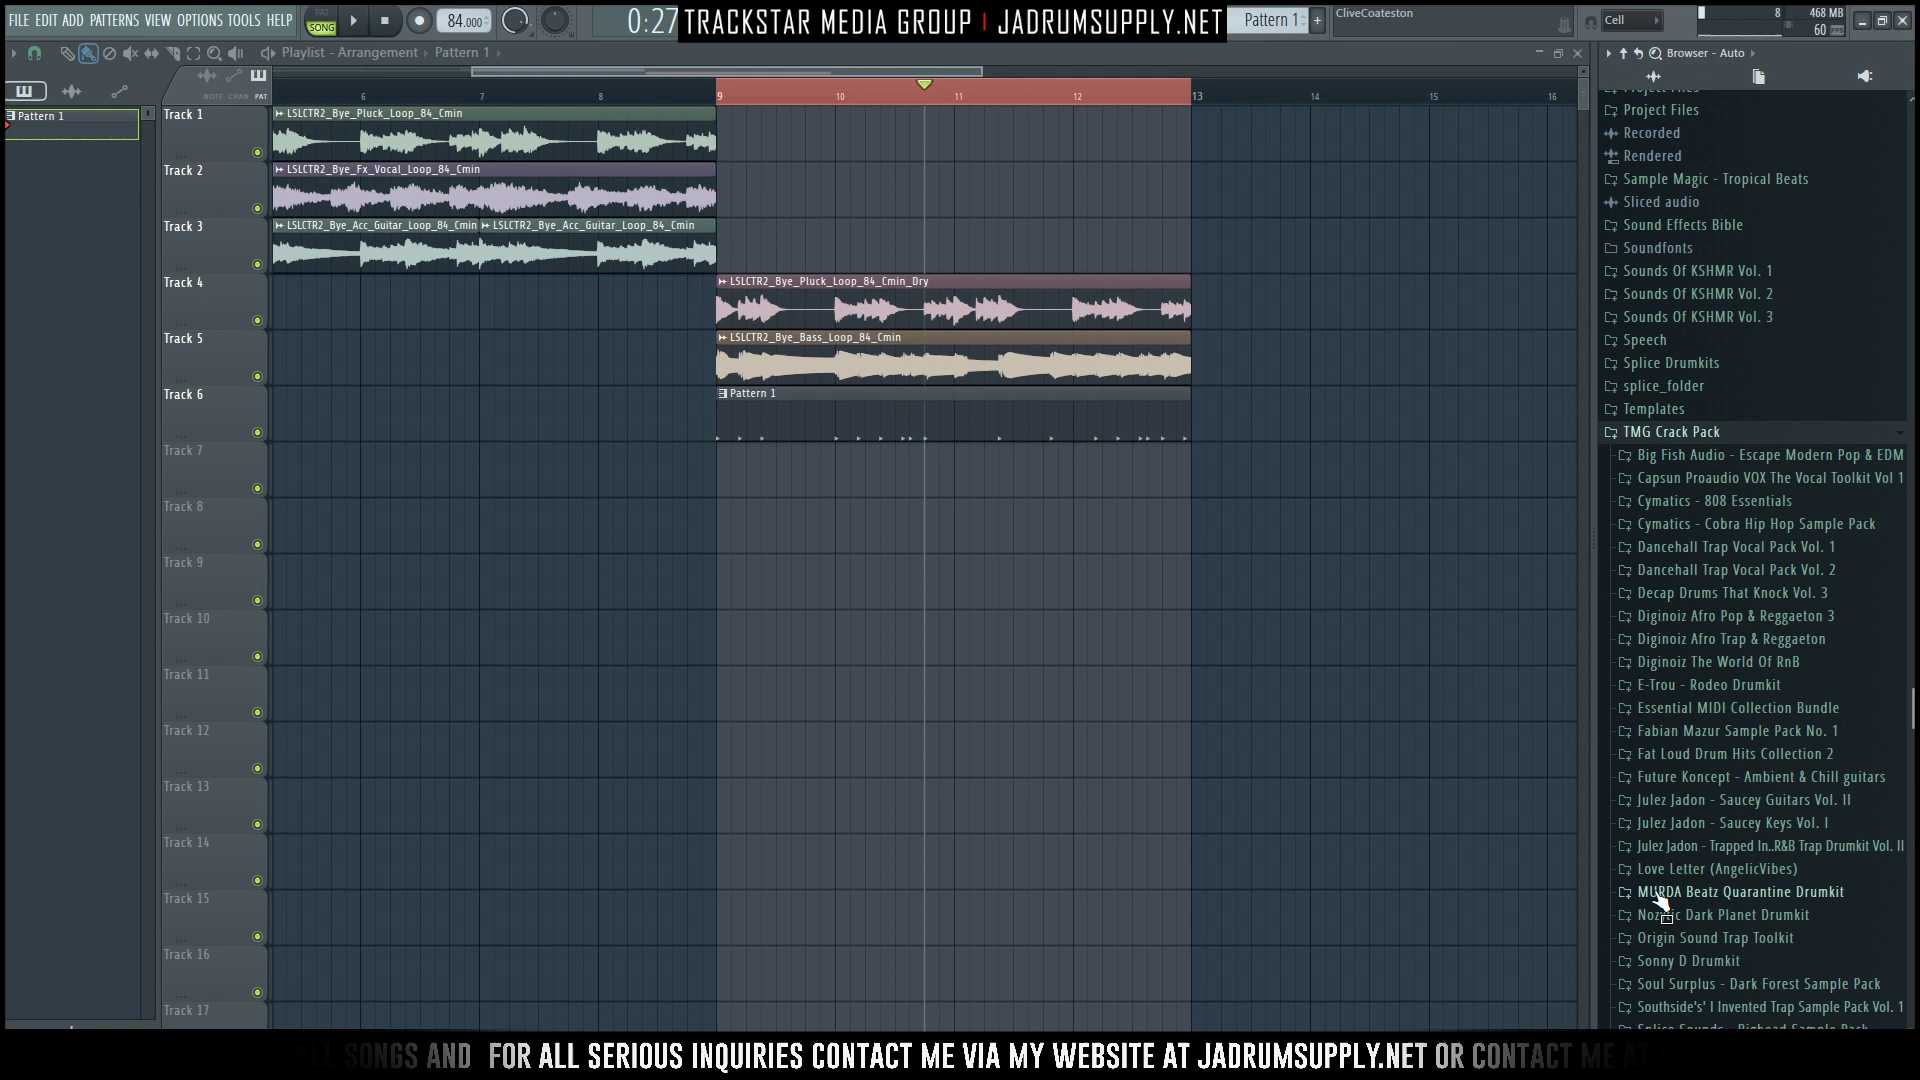 FILE EDIT ADD PATTERNS VIEW OPTIONS TOOLS HELP
PAT
SONG
84.000
0:27
TRACKSTAR MEDIA GROUP | JADRUMSUPPLY.NET
Pattern 1
CliveCoateston
Cell
8
468 MB
60
Playlist - Arrangement › Pattern 1
Browser - Auto
NOTE CHAN PAT
6 7 8 9 10 11 12 13 14 15 16
Pattern 1
Track 1
LSLCTR2_Bye_Pluck_Loop_84_Cmin
Track 2
LSLCTR2_Bye_Fx_Vocal_Loop_84_Cmin
Track 3
LSLCTR2_Bye_Acc_Guitar_Loop_84_Cmin
LSLCTR2_Bye_Acc_Guitar_Loop_84_Cmin
Track 4
LSLCTR2_Bye_Pluck_Loop_84_Cmin_Dry
Track 5
LSLCTR2_Bye_Bass_Loop_84_Cmin
Track 6
Pattern 1
Track 7
Track 8
Track 9
Track 10
Track 11
Track 12
Track 13
Track 14
Track 15
Track 16
Track 17
Project Files
Project Files
Recorded
Rendered
Sample Magic - Tropical Beats
Sliced audio
Sound Effects Bible
Soundfonts
Sounds Of KSHMR Vol. 1
Sounds Of KSHMR Vol. 2
Sounds Of KSHMR Vol. 3
Speech
Splice Drumkits
splice_folder
Templates
TMG Crack Pack
Big Fish Audio - Escape Modern Pop & EDM
Capsun Proaudio VOX The Vocal Toolkit Vol 1
Cymatics - 808 Essentials
Cymatics - Cobra Hip Hop Sample Pack
Dancehall Trap Vocal Pack Vol. 1
Dancehall Trap Vocal Pack Vol. 2
Decap Drums That Knock Vol. 3
Diginoiz Afro Pop & Reggaeton 3
Diginoiz Afro Trap & Reggaeton
Diginoiz The World Of RnB
E-Trou - Rodeo Drumkit
Essential MIDI Collection Bundle
Fabian Mazur Sample Pack No. 1
Fat Loud Drum Hits Collection 2
Future Koncept - Ambient & Chill guitars
Julez Jadon - Saucey Guitars Vol. II
Julez Jadon - Saucey Keys Vol. I
Julez Jadon - Trapped In..R&B Trap Drumkit Vol. II
Love Letter (AngelicVibes)
MURDA Beatz Quarantine Drumkit
Dark Planet Drumkit
Origin Sound Trap Toolkit
Sonny D Drumkit
Soul Surplus - Dark Forest Sample Pack
Southside's' I Invented Trap Sample Pack Vol. 1
ALL SONGS AND FOR ALL SERIOUS INQUIRIES CONTACT ME VIA MY WEBSITE AT JADRUMSUPPLY.NET OR CONTACT ME AT